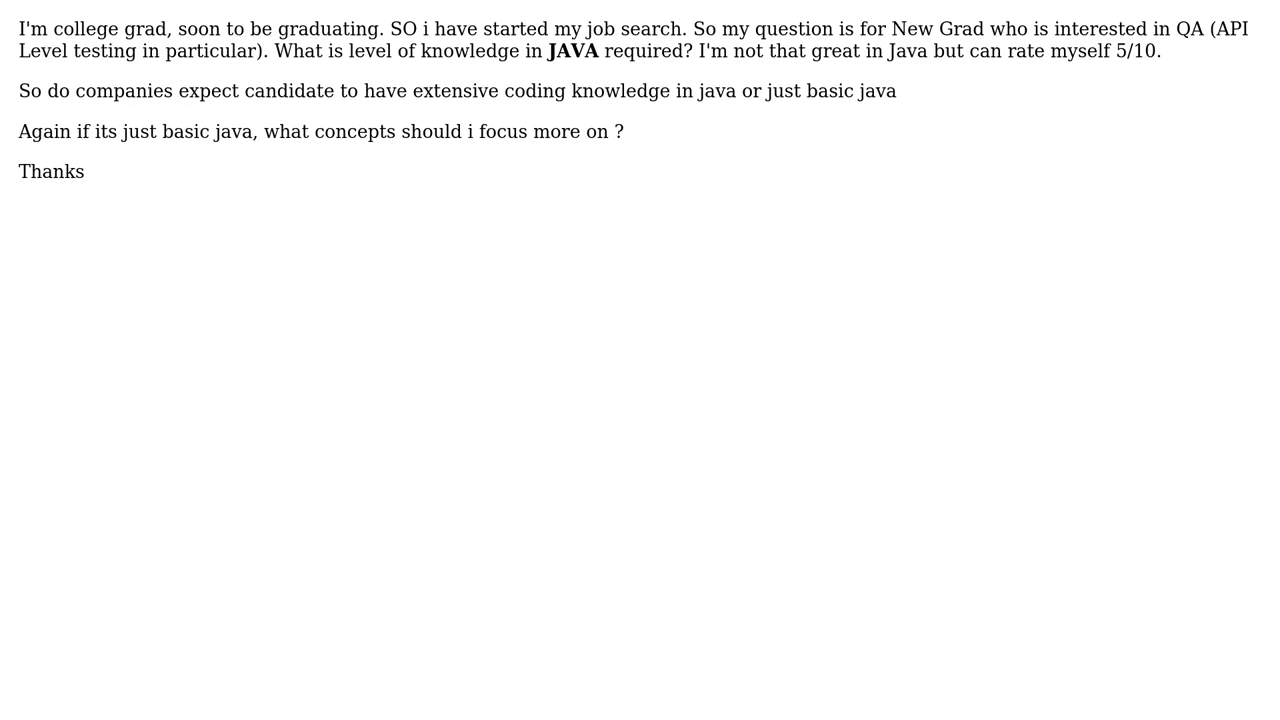 I'm college grad, soon to be graduating. SO i have started my job search. So my question is for New Grad who is interested in QA (API
Level testing in particular). What is level of knowledge in JAVA required? I'm not that great in Java but can rate myself 5/10.
So do companies expect candidate to have extensive coding knowledge in java or just basic java
Again if its just basic java, what concepts should i focus more on ?
Thanks